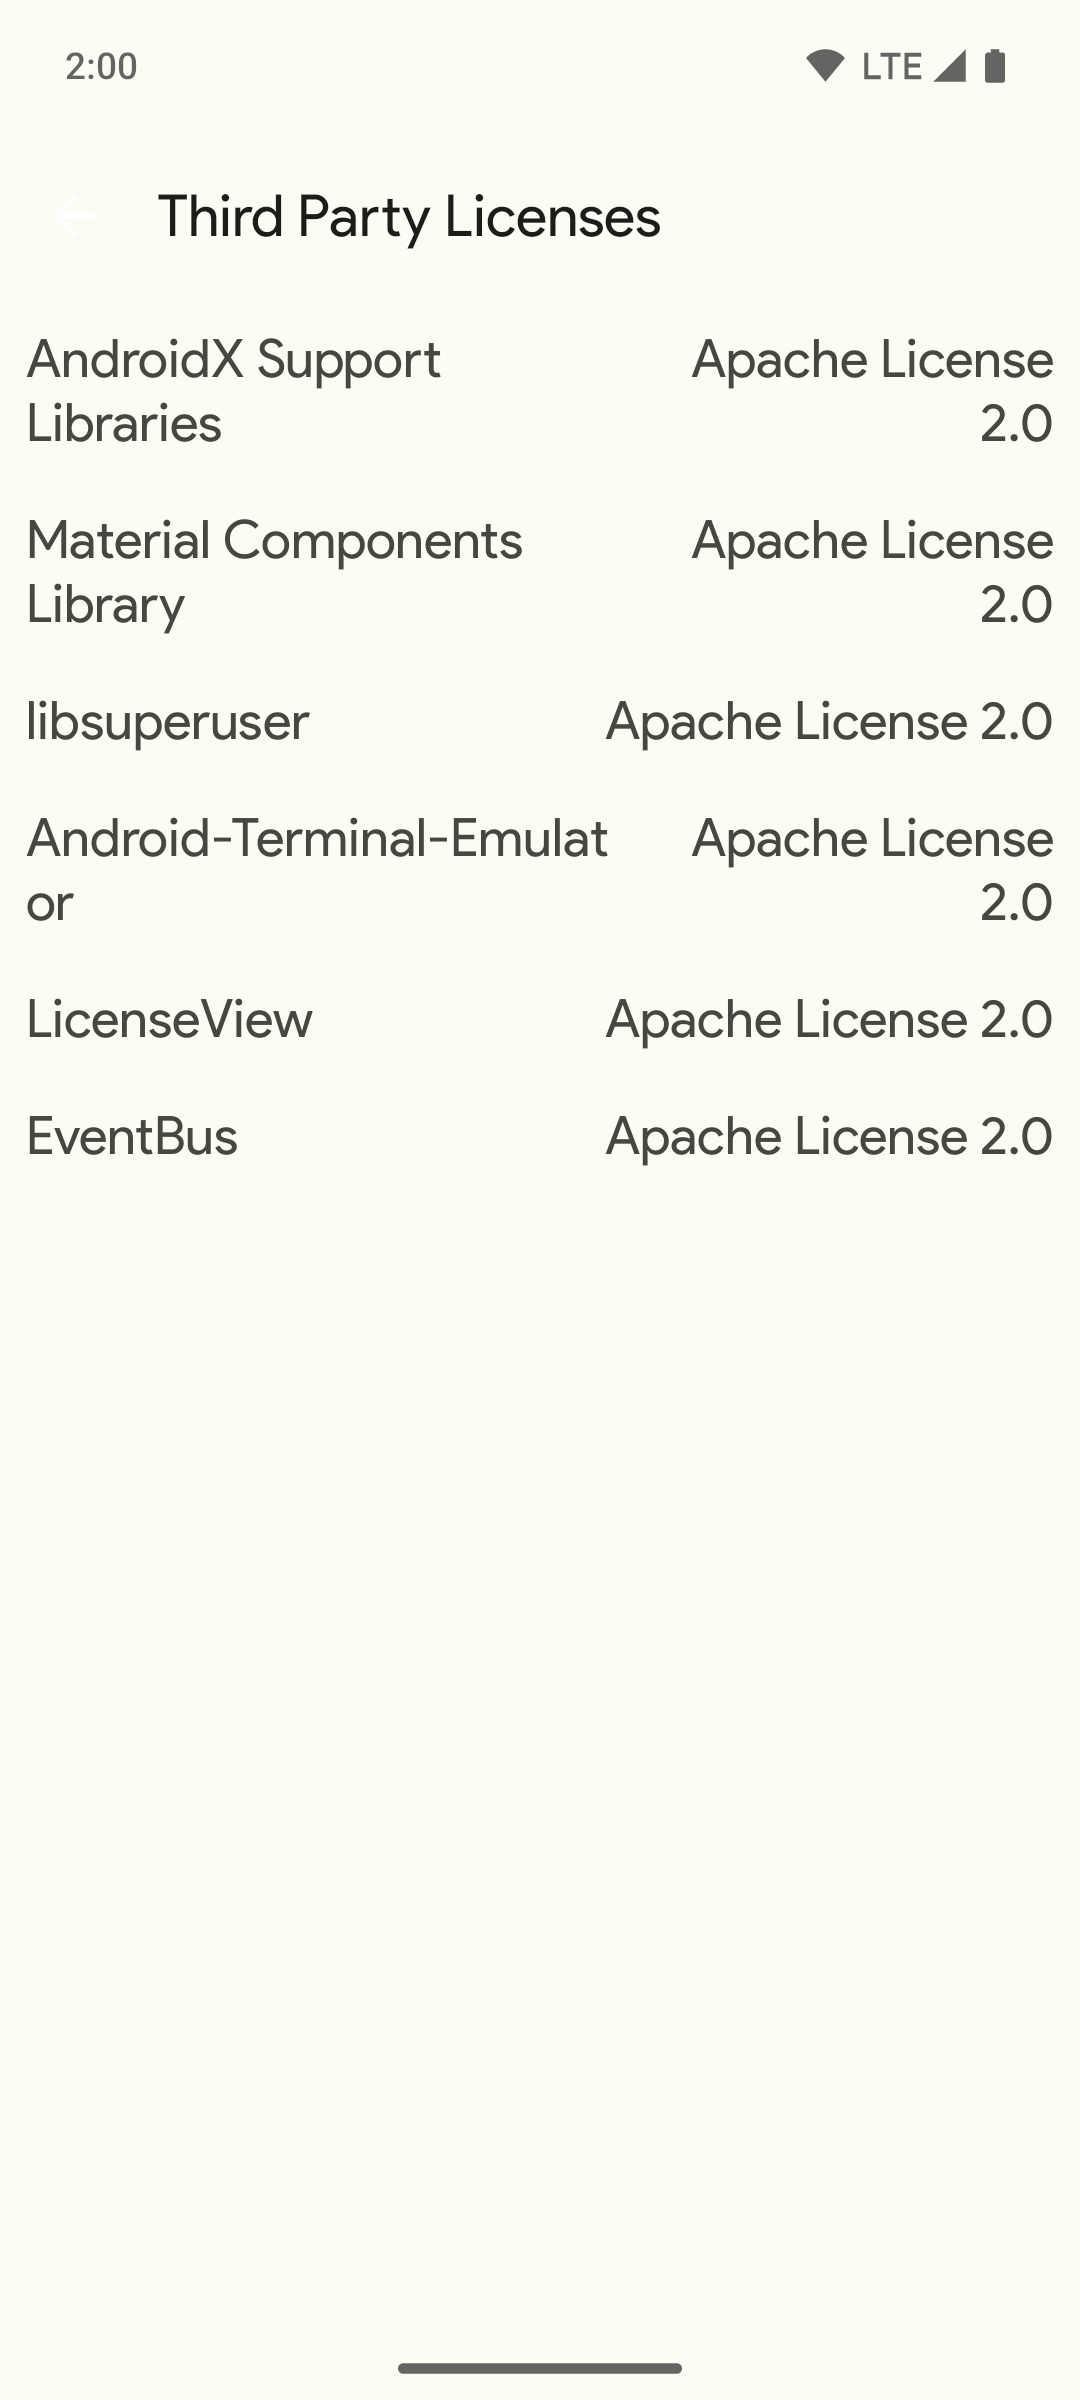 2:00 LTE
Third Party Licenses
AndroidX Support Apache License
Libraries 2.0
Material Components Apache License
Library 2.0
libsuperuser Apache License 2.0
Android-Terminal-Emulat Apache License
or 2.0
LicenseView Apache License 2.0
EventBus Apache License 2.0